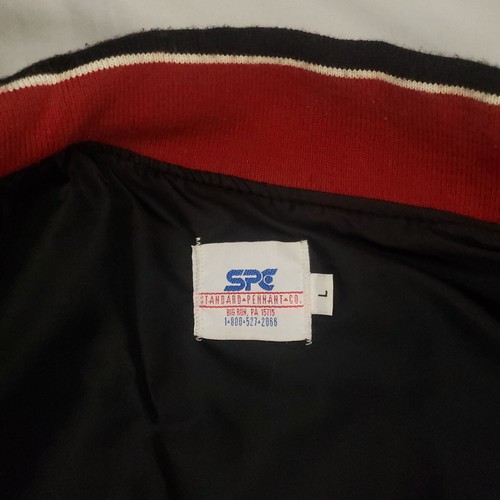 SPC
STANDARD•PENNANT•CO.
BIG RUN, PA 15715
1•800•527•2066
L